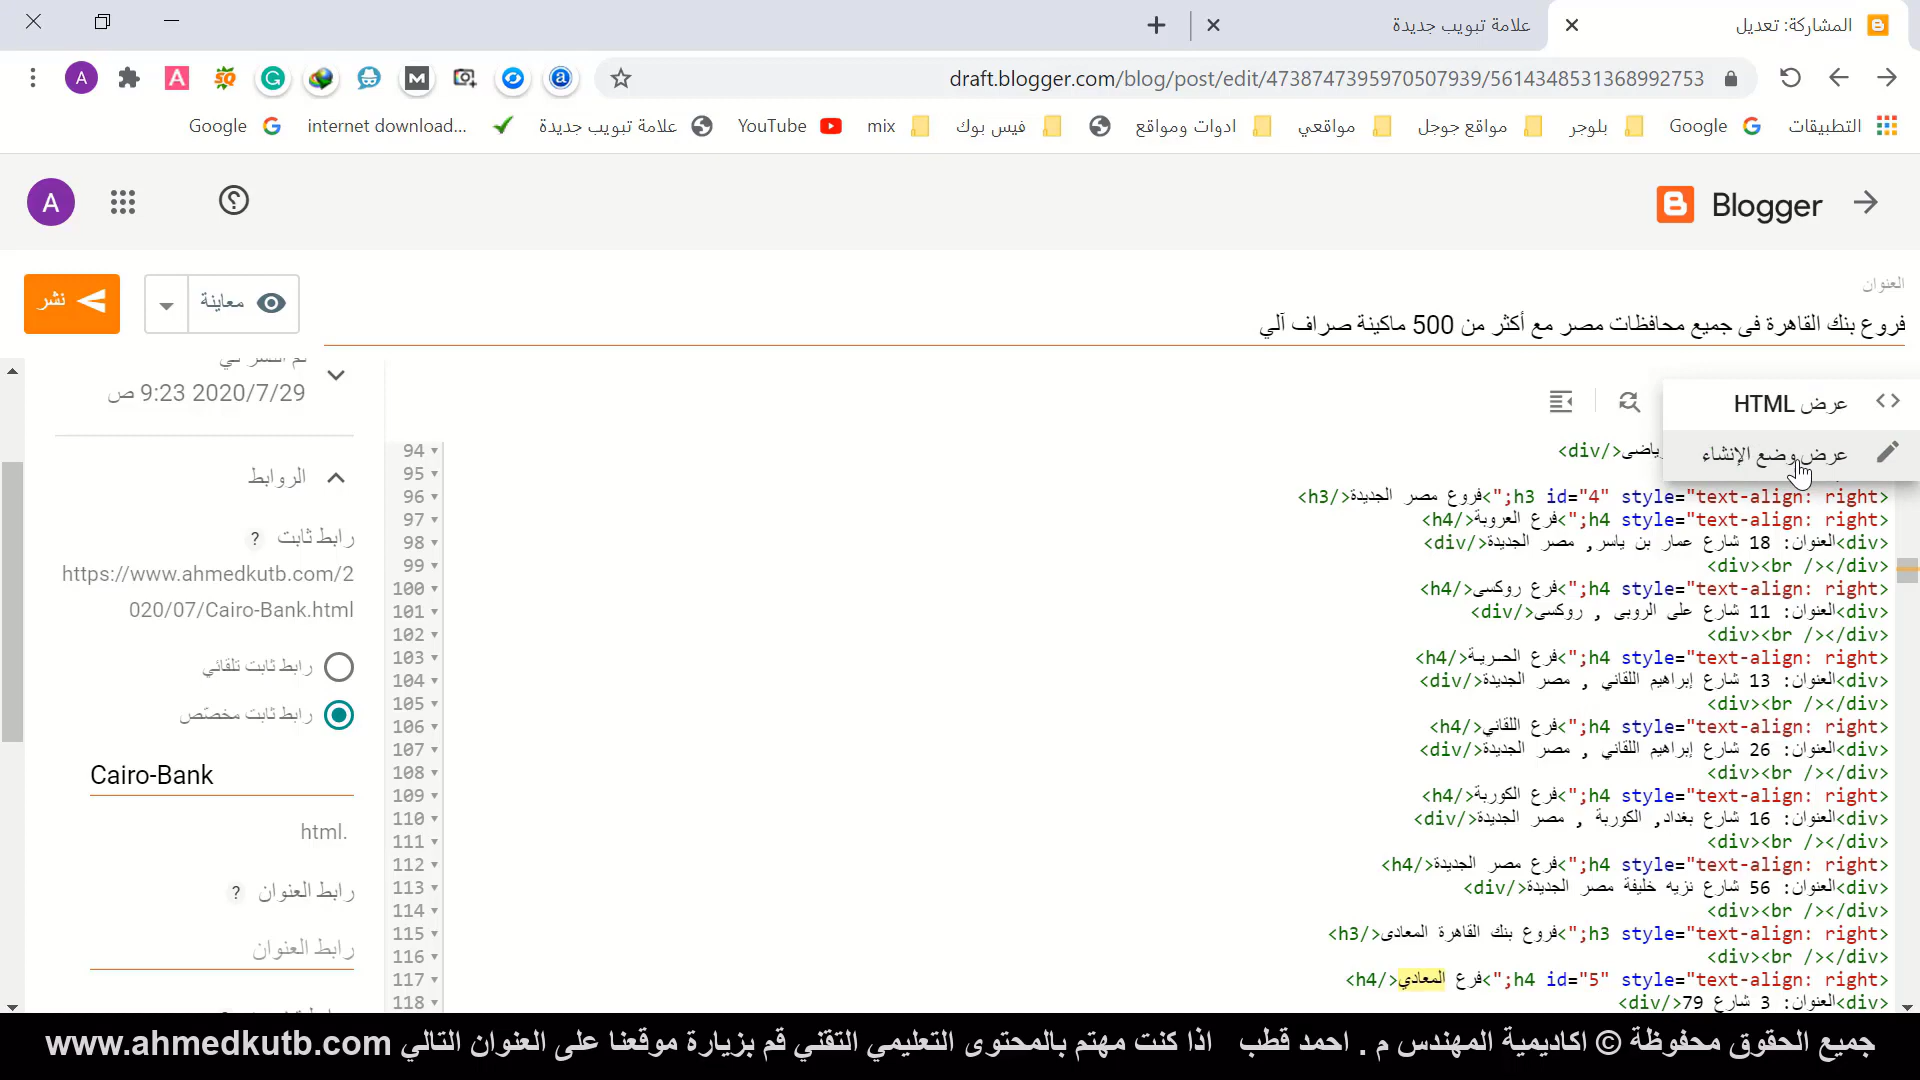 المشاركة: تعديل
علامة تبويب جديدة
draft.blogger.com/blog/post/edit/4738747395970507939/5614348531368992753
A
التطبيقات
Google
بلوجر
مواقع جوجل
مواقعي
ادوات ومواقع
فيس بوك
mix
YouTube
علامة تبويب جديدة
internet download...
Google
Blogger
A
العنوان
فروع بنك القاهرة فى جميع محافظات مصر مع أكثر من 500 ماكينة صراف آلي
معاينة
نشر
عرض HTML
عرض وضع الإنشاء
2020/7/29 9:23 ص
الروابط
رابط ثابت ?
https://www.ahmedkutb.com/2
020/07/Cairo-Bank.html
رابط ثابت تلقائي
رابط ثابت مخصّص
Cairo-Bank
.html
رابط العنوان ?
رابط العنوان
94 </div>
95
96 <h3 id="4" style="text-align: right;">فروع مصر الجديدة</h3>
97 <h4 style="text-align: right;">فرع العروبة</h4>
98 <div>العنوان: 18 شارع عمار بن ياسر, مصر الجديدة</div>
99 <div><br /></div>
100 <h4 style="text-align: right;">فرع روكسى</h4>
101 <div>العنوان: 11 شارع على الروبى , روكسى</div>
102 <div><br /></div>
103 <h4 style="text-align: right;">فرع الحـريـة</h4>
104 <div>العنوان: 13 شارع إبراهيم اللقاني , مصر الجديدة</div>
105 <div><br /></div>
106 <h4 style="text-align: right;">فرع اللقاني</h4>
107 <div>العنوان: 26 شارع إبراهيم اللقاني , مصر الجديدة</div>
108 <div><br /></div>
109 <h4 style="text-align: right;">فرع الكوربة</h4>
110 <div>العنوان: 16 شارع بغداد, الكوربة , مصر الجديدة</div>
111 <div><br /></div>
112 <h4 style="text-align: right;">فرع مصر الجديدة</h4>
113 <div>العنوان: 56 شارع نزيه خليفة مصر الجديدة</div>
114 <div><br /></div>
115 <h3 style="text-align: right;">فروع بنك القاهرة المعادى</h3>
116 <div><br /></div>
117 <h4 id="5" style="text-align: right;">فرع المعادي</h4>
118 <div>العنوان: 3 شارع 79</div>
جميع الحقوق محفوظة © اكاديمية المهندس م . احمد قطب اذا كنت مهتم بالمحتوى التعليمي التقني قم بزيارة موقعنا على العنوان التالي www.ahmedkutb.com